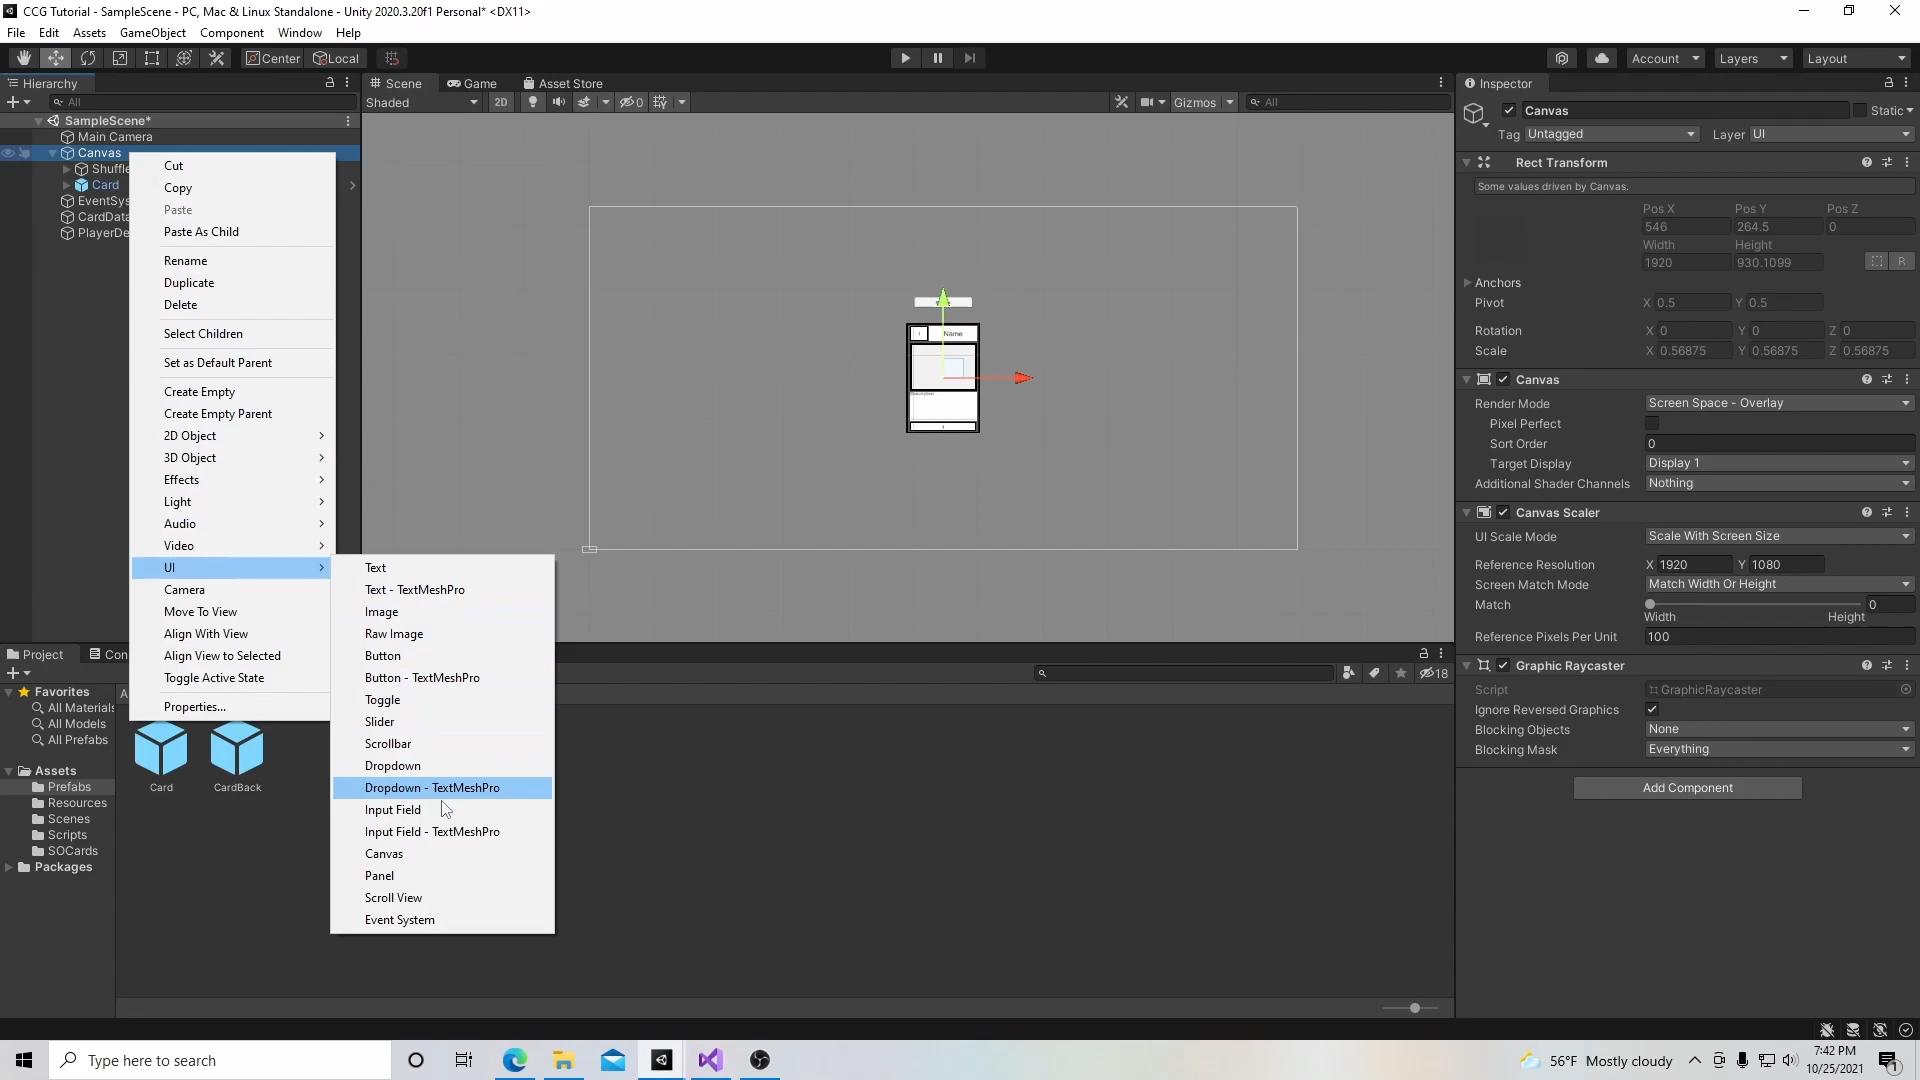 CCG Tutorial - SampleScene - PC, Mac & Linux Standalone - Unity 2020.3.20f1 Personal* <DX11>
File Edit Assets GameObject Component Window Help
Center Local Account Layers Layout
Hierarchy
All
SampleScene*
Main Camera
Canvas
Shuffle
Card
EventSys
CardData
PlayerDe
Cut
Copy
Paste
Paste As Child
Rename
Duplicate
Delete
Select Children
Set as Default Parent
Create Empty
Create Empty Parent
2D Object
3D Object
Effects
Light
Audio
Video
UI
Camera
Move To View
Align With View
Align View to Selected
Toggle Active State
Properties...
Text
Text - TextMeshPro
Image
Raw Image
Button
Button - TextMeshPro
Toggle
Slider
Scrollbar
Dropdown
Dropdown - TextMeshPro
Input Field
Input Field - TextMeshPro
Canvas
Panel
Scroll View
Event System
Scene Game Asset Store
Shaded 2D 0 Gizmos All
Name
Description
Inspector
Canvas Static
Tag Untagged Layer UI
Rect Transform
Some values driven by Canvas.
Pos X Pos Y Pos Z
546 264.5 0
Width Height
1920 930.1099 R
Anchors
Pivot X 0.5 Y 0.5
Rotation X 0 Y 0 Z 0
Scale X 0.56875 Y 0.56875 Z 0.56875
Canvas
Render Mode Screen Space - Overlay
Pixel Perfect
Sort Order 0
Target Display Display 1
Additional Shader Channels Nothing
Canvas Scaler
UI Scale Mode Scale With Screen Size
Reference Resolution X 1920 Y 1080
Screen Match Mode Match Width Or Height
Match 0
Width Height
Reference Pixels Per Unit 100
Graphic Raycaster
Script GraphicRaycaster
Ignore Reversed Graphics
Blocking Objects None
Blocking Mask Everything
Add Component
Project Con
18
Favorites A
All Materials
All Models
All Prefabs
Assets
Prefabs
Resources
Scenes
Scripts
SOCards
Packages
Card CardBack
Type here to search
56°F Mostly cloudy
7:42 PM
10/25/2021
1